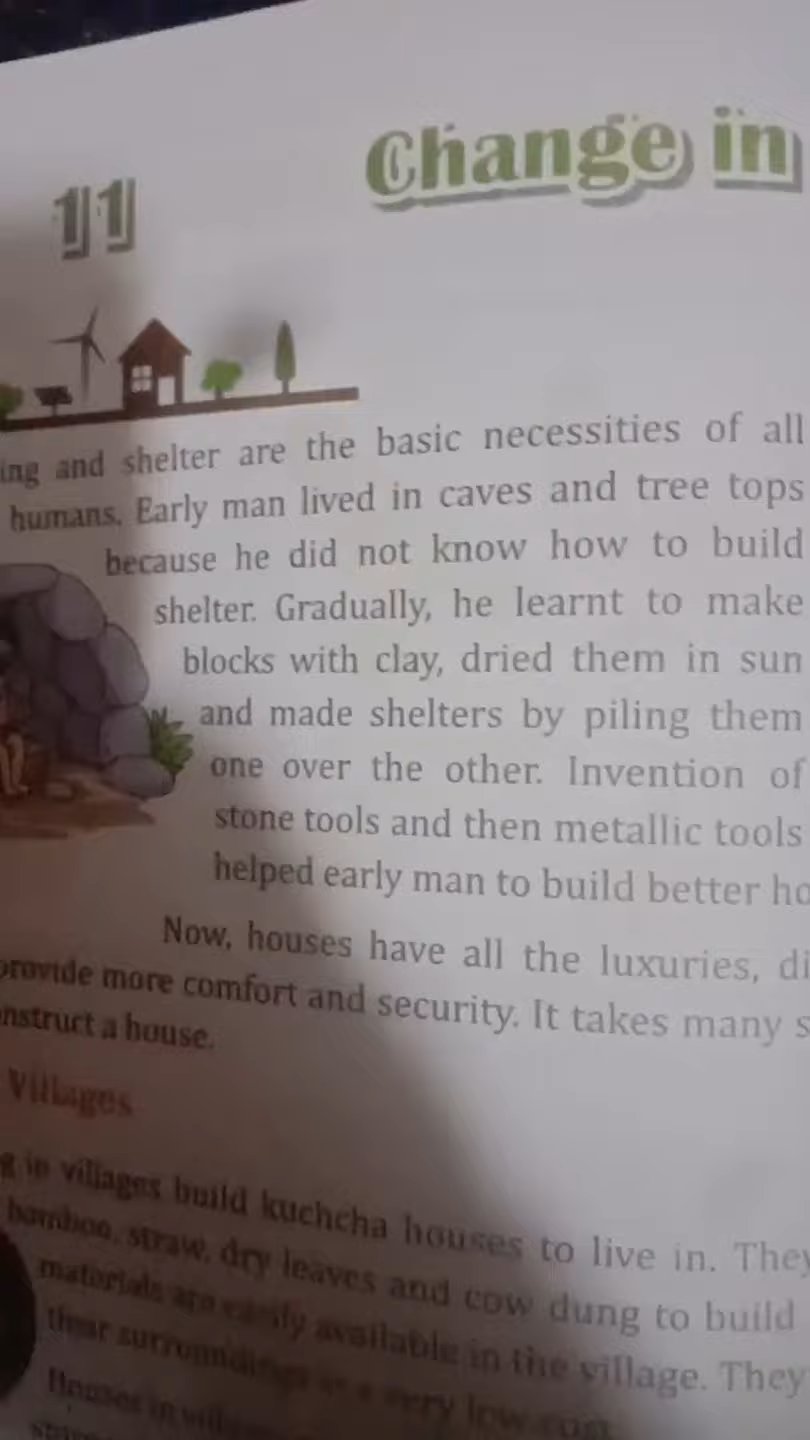 11
Change in
ing and shelter are the basic necessities of all
humans. Early man lived in caves and tree tops
because he did not know how to build
shelter. Gradually, he learnt to make
blocks with clay, dried them in sun
and made shelters by piling them
one over the other. Invention of
stone tools and then metallic tools
helped early man to build better ho
Now, houses have all the luxuries, di
provide more comfort and security. It takes many s
nstruct a house.
Villages
g in villages build kuchcha houses to live in. They
bamboo, straw, dry leaves and cow dung to build
materials are easily available in the village. They
their surroundings very low cost.
Houses in